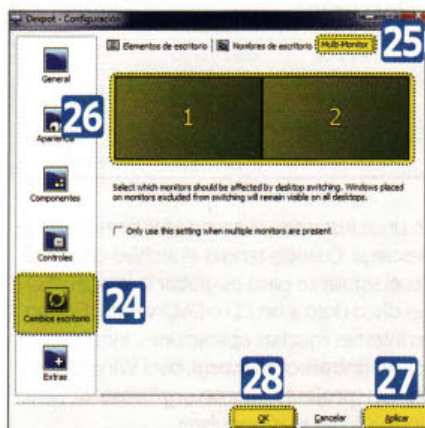 Dexpot - Configuración
Elementos de escritorio
Nombres de escritorio
Multi-Monitor
25
General
26
1
2
Apariencia
Select which monitors should be affected by desktop switching. Windows placed
on monitors excluded from switching will remain visible on all desktops.
Componentes
Only use this setting when multiple monitors are present
Controles
24
Cambios escritorio
Extras
28
27
OK
Cancelar
Aplicar